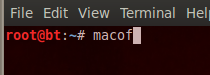 File Edit View Terminal Help
root@bt:~# macof